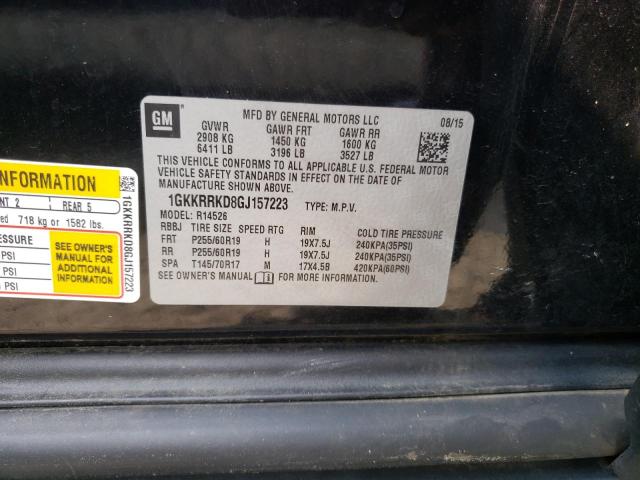 GM
MFD BY GENERAL MOTORS LLC
08/15
GVWR GAWR FRT GAWR RR
2908 KG 1450 KG 1600 KG
6411 LB 3196 LB 3527 LB
THIS VEHICLE CONFORMS TO ALL APPLICABLE U.S. FEDERAL MOTOR
VEHICLE SAFETY STANDARDS IN EFFECT ON THE DATE OF
MANUFACTURE SHOWN ABOVE.
1GKKRRKD8GJ157223 TYPE: M.P.V.
MODEL: R14526
RBBJ TIRE SIZE SPEED RTG RIM COLD TIRE PRESSURE
FRT P255/60R19 H 19X7.5J 240KPA(35PSI)
RR P255/60R19 H 19X7.5J 240KPA(35PSI)
SPA T145/70R17 M 17X4.5B 420KPA(60PSI)
SEE OWNER'S MANUAL FOR MORE INFORMATION.
INFORMATION
2 REAR 5
718 kg or 1582 lbs.
PSI
PSI
PSI
SEE OWNER'S
MANUAL FOR
ADDITIONAL
INFORMATION
1GKKRRKD8GJ157223